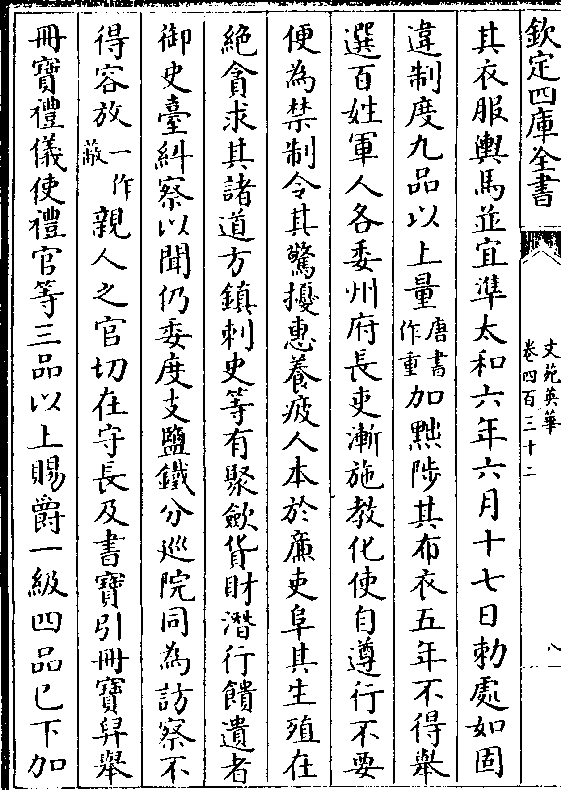 欽定四庫全書
文苑英華
卷四百三十二
八
其衣服輿馬並宜準太和六年六月十七日勑處如固
違制度九品以上量唐書作重加黜陟其布衣五年不得舉
選百姓軍人各委州府長吏漸施教化使自遵行不要
便為禁制令其驚擾惠養疲人本於廉吏阜其生殖在
絶貪求其諸道方鎮刺史等有聚斂貨財潛行饋遺者
御史臺糾察以聞仍委度支鹽鐵分巡院同為訪察不
得容放一作蔽親人之官切在守長及書寶引冊寶舁舉
冊寶禮儀使禮官等三品以上賜爵一級四品已下加